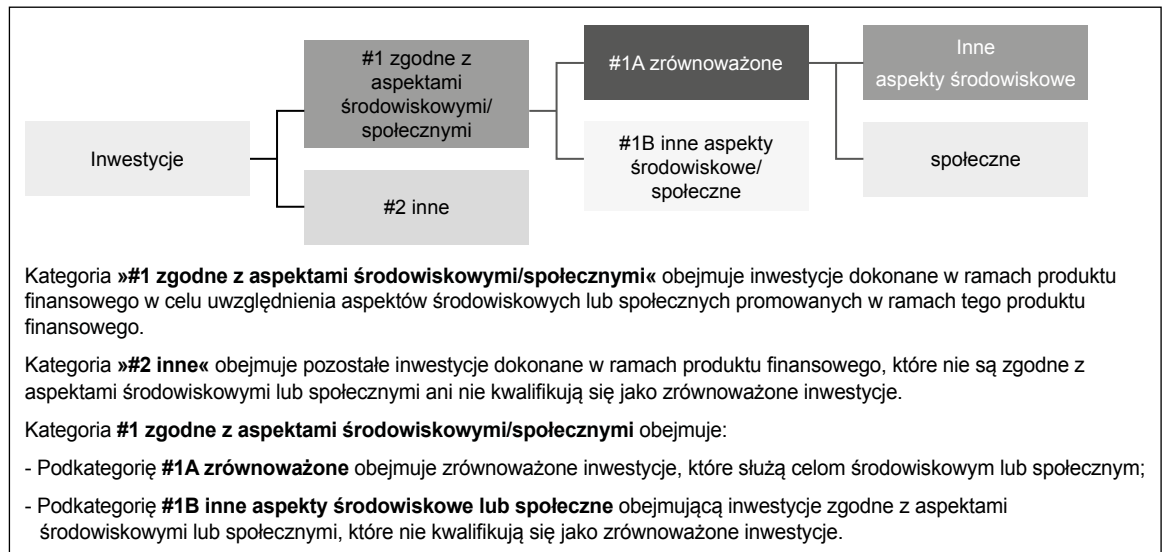 Inwestycje
#1 zgodne z
aspektami
środowiskowymi/
społecznymi
#2 inne
#1A zrównoważone
#1B inne aspekty
środowiskowe/
społeczne
Inne
aspekty środowiskowe
społeczne
Kategoria »#1 zgodne z aspektami środowiskowymi/społecznymi« obejmuje inwestycje dokonane w ramach produktu
finansowego w celu uwzględnienia aspektów środowiskowych lub społecznych promowanych w ramach tego produktu
finansowego.
Kategoria »#2 inne« obejmuje pozostałe inwestycje dokonane w ramach produktu finansowego, które nie są zgodne z
aspektami środowiskowymi lub społecznymi ani nie kwalifikują się jako zrównoważone inwestycje.
Kategoria #1 zgodne z aspektami środowiskowymi/społecznymi obejmuje:
- Podkategorię #1A zrównoważone obejmuje zrównoważone inwestycje, które służą celom środowiskowym lub społecznym;
- Podkategorię #1B inne aspekty środowiskowe lub społeczne obejmującą inwestycje zgodne z aspektami
środowiskowymi lub społecznymi, które nie kwalifikują się jako zrównoważone inwestycje.